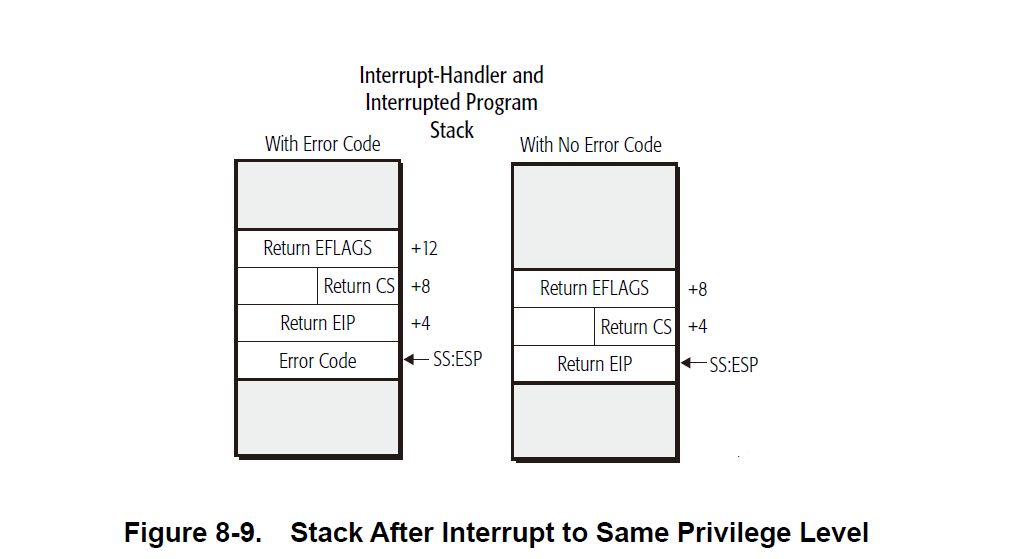 Interrupt-Handler and
Interrupted Program
Stack
With Error Code
Return EFLAGS +12
Return CS +8
Return EIP +4
Error Code SS:ESP
With No Error Code
Return EFLAGS +8
Return CS +4
Return EIP SS:ESP
Figure 8-9. Stack After Interrupt to Same Privilege Level